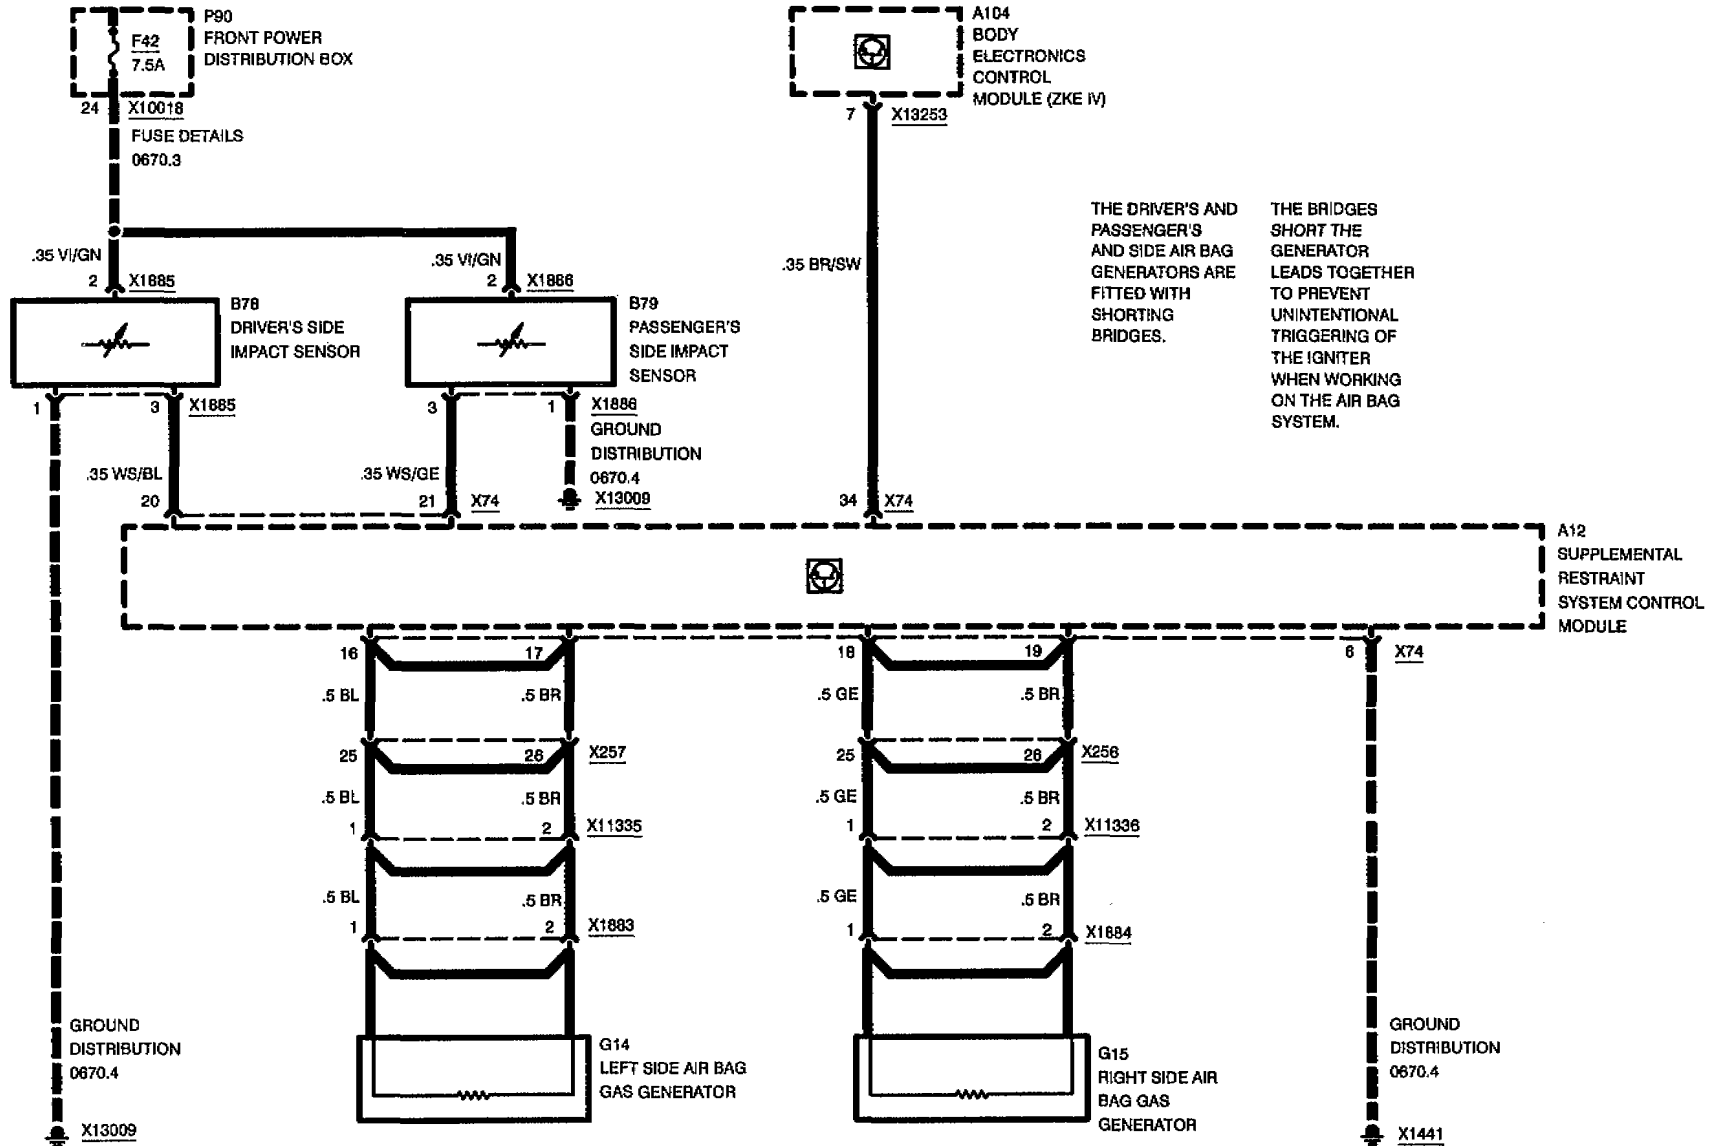 P90
FRONT POWER
DISTRIBUTION BOX
F42
7.5A
24 X10018
FUSE DETAILS
0670.3
A104
BODY
ELECTRONICS
CONTROL
MODULE (ZKE IV)
7 X13253
.35 VI/GN
2 X1885
.35 VI/GN
2 X1886
.35 BR/SW
THE DRIVER'S AND
PASSENGER'S
AND SIDE AIR BAG
GENERATORS ARE
FITTED WITH
SHORTING
BRIDGES.
THE BRIDGES
SHORT THE
GENERATOR
LEADS TOGETHER
TO PREVENT
UNINTENTIONAL
TRIGGERING OF
THE IGNITER
WHEN WORKING
ON THE AIR BAG
SYSTEM.
B78
DRIVER'S SIDE
IMPACT SENSOR
B79
PASSENGER'S
SIDE IMPACT
SENSOR
1 3 X1885
3 1 X1886
GROUND
DISTRIBUTION
0670.4
X13009
.35 WS/BL
.35 WS/GE
20 21 X74
34 X74
A12
SUPPLEMENTAL
RESTRAINT
SYSTEM CONTROL
MODULE
16 17 18 19 6 X74
.5 BL .5 BR .5 GE .5 BR
25 26 X257 25 26 X256
.5 BL .5 BR .5 GE .5 BR
1 2 X11335 1 2 X11336
.5 BL .5 BR .5 GE .5 BR
1 2 X1883 1 2 X1884
GROUND
DISTRIBUTION
0670.4
X13009
G14
LEFT SIDE AIR BAG
GAS GENERATOR
G15
RIGHT SIDE AIR
BAG GAS
GENERATOR
GROUND
DISTRIBUTION
0670.4
X1441